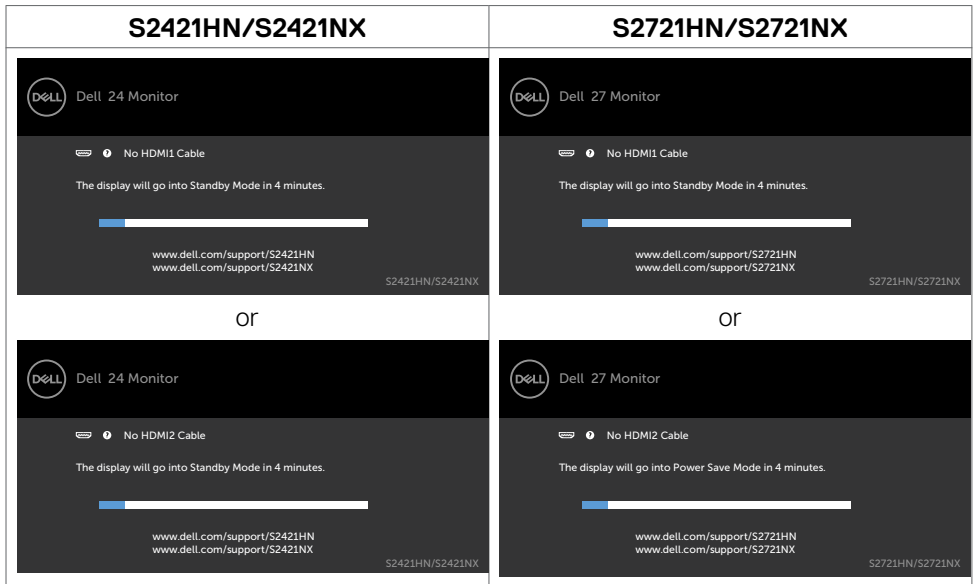 S2421HN/S2421NX
S2721HN/S2721NX
DELL
Dell 24 Monitor
No HDMI1 Cable
The display will go into Standby Mode in 4 minutes.
www.dell.com/support/S2421HN
www.dell.com/support/S2421NX
S2421HN/S2421NX
DELL
Dell 27 Monitor
No HDMI1 Cable
The display will go into Standby Mode in 4 minutes.
www.dell.com/support/S2721HN
www.dell.com/support/S2721NX
S2721HN/S2721NX
or
or
DELL
Dell 24 Monitor
? No HDMI2 Cable
The display will go into Standby Mode in 4 minutes.
www.dell.com/support/S2421HN
www.dell.com/support/S2421NX
S2421HN/S2421NX
DELL
Dell 27 Monitor
? No HDMI2 Cable
The display will go into Power Save Mode in 4 minutes.
www.dell.com/support/S2721HN
www.dell.com/support/S2721NX
S2721HN/S2721NX